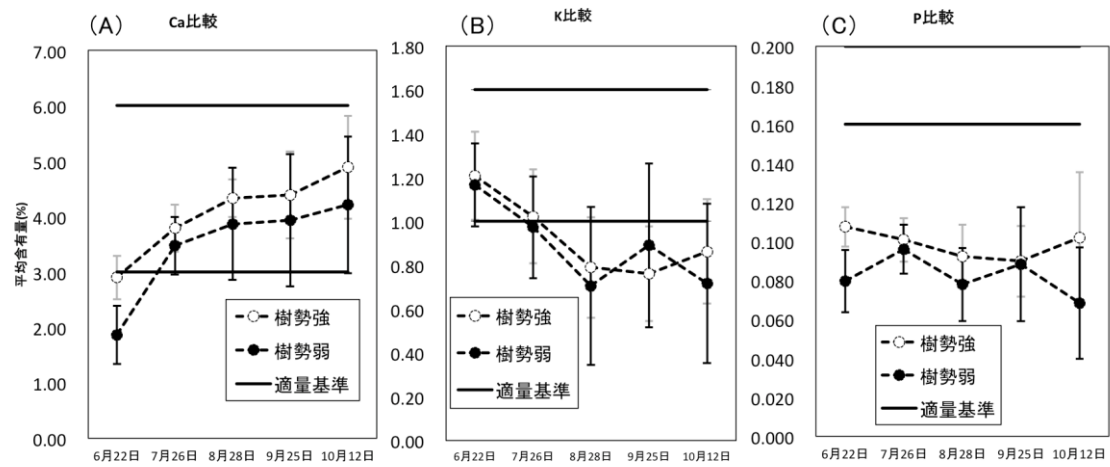 (A)
Ca比較
平均含有量(%)
7.00
6.00
5.00
4.00
3.00
2.00
1.00
0.00
樹勢強
樹勢弱
適量基準
6月22日 7月26日 8月28日 9月25日 10月12日
(B)
K比較
1.80
1.60
1.40
1.20
1.00
0.80
0.60
0.40
0.20
0.00
樹勢強
樹勢弱
適量基準
6月22日 7月26日 8月28日 9月25日 10月12日
(C)
P比較
0.200
0.180
0.160
0.140
0.120
0.100
0.080
0.060
0.040
0.020
0.000
樹勢強
樹勢弱
適量基準
6月22日 7月26日 8月28日 9月25日 10月12日